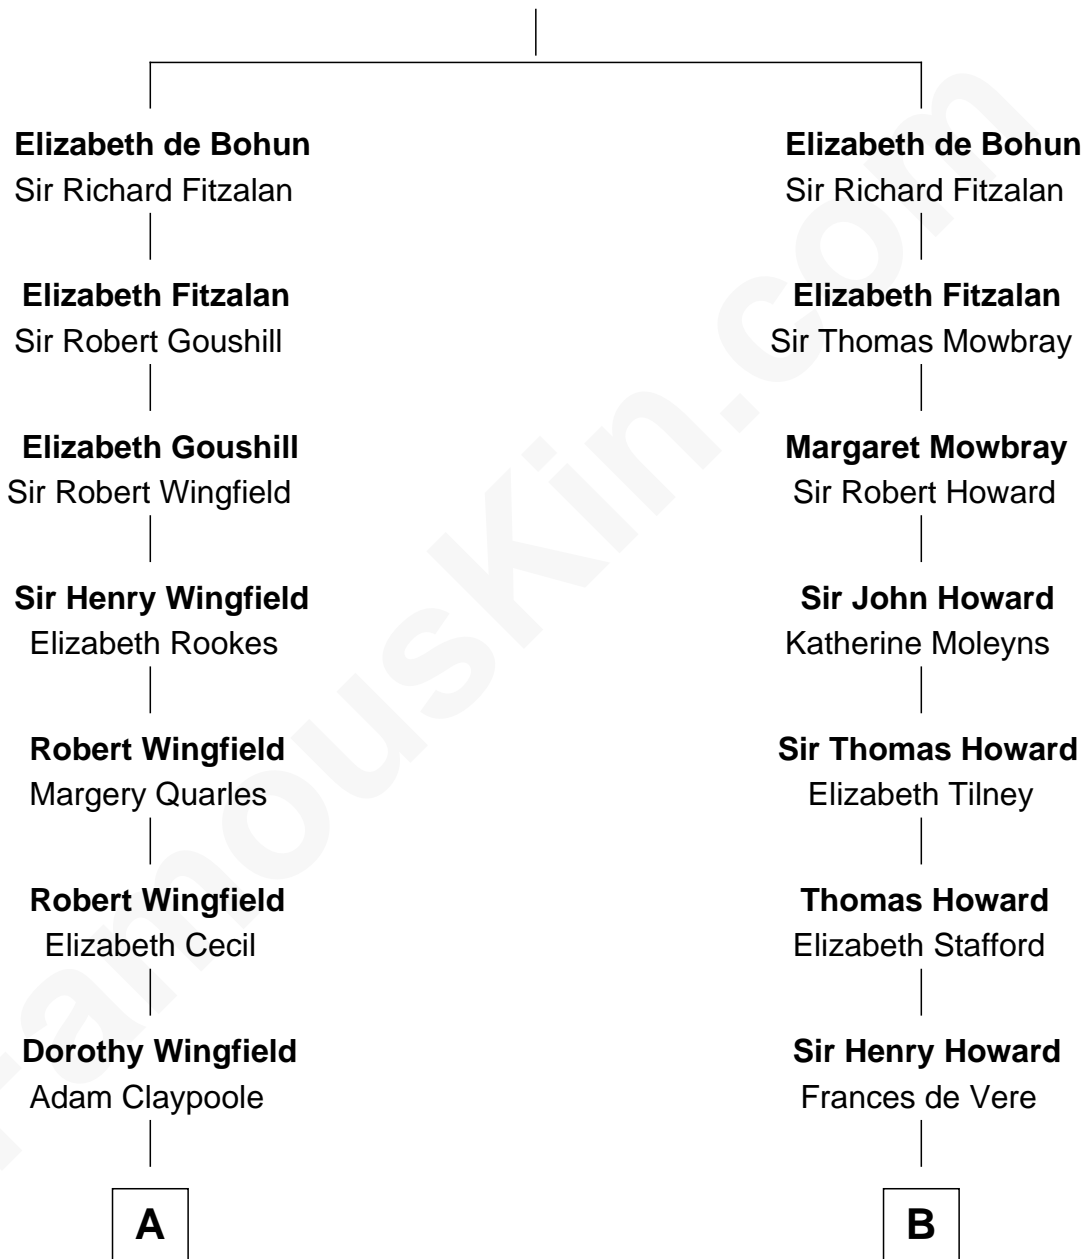 Elizabeth de Bohun
Sir Richard Fitzalan
Elizabeth Fitzalan
Sir Robert Goushill
Elizabeth Goushill
Sir Robert Wingfield
Sir Henry Wingfield
Elizabeth Rookes
Robert Wingfield
Margery Quarles
Robert Wingfield
Elizabeth Cecil
Dorothy Wingfield
Adam Claypoole
A
Elizabeth de Bohun
Sir Richard Fitzalan
Elizabeth Fitzalan
Sir Thomas Mowbray
Margaret Mowbray
Sir Robert Howard
Sir John Howard
Katherine Moleyns
Sir Thomas Howard
Elizabeth Tilney
Thomas Howard
Elizabeth Stafford
Sir Henry Howard
Frances de Vere
B
FamousKin.com